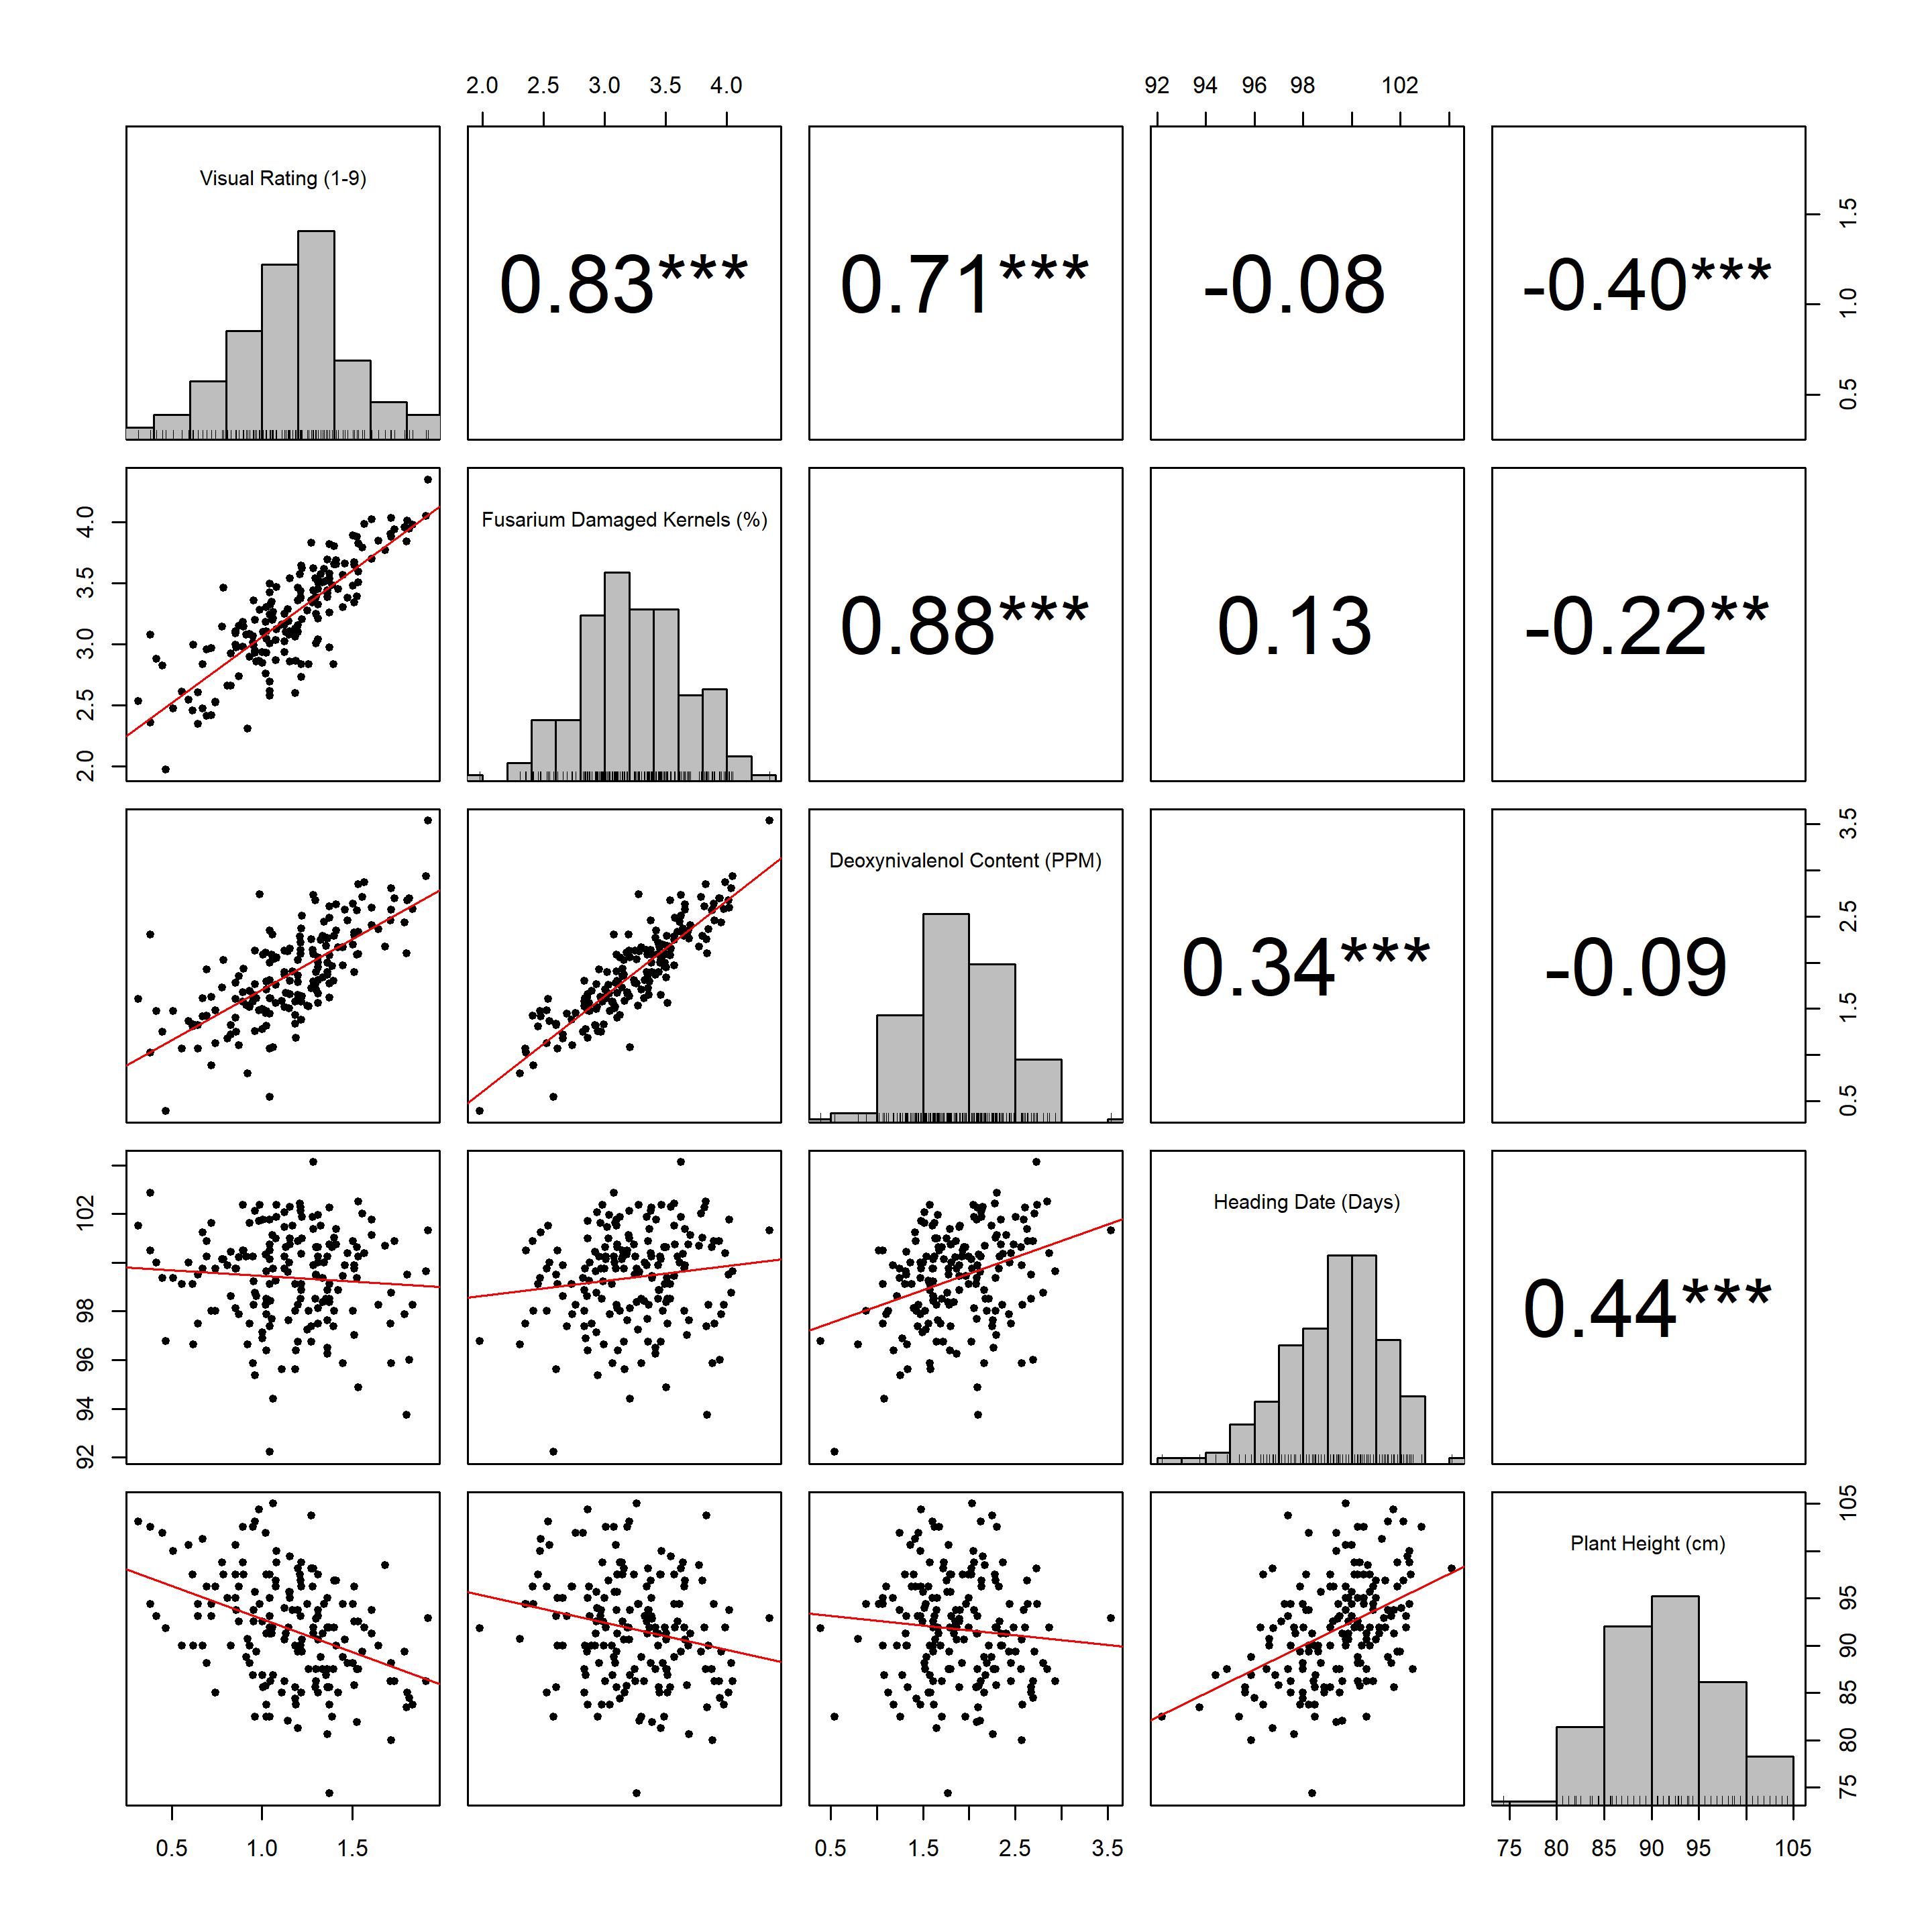 2.0 2.5 3.0 3.5 4.0 92 94 96 98 102
Visual Rating (1-9)
0.83*** 0.71*** -0.08 -0.40***
0.5 1.0 1.5
2.0 2.5 3.0 3.5 4.0
Fusarium Damaged Kernels (%)
0.88*** 0.13 -0.22**
Deoxynivalenol Content (PPM)
0.34*** -0.09
0.5 1.5 2.5 3.5
92 94 96 98 102
Heading Date (Days)
0.44***
Plant Height (cm)
75 80 85 90 95 105
0.5 1.0 1.5 0.5 1.5 2.5 3.5 75 80 85 90 95 105